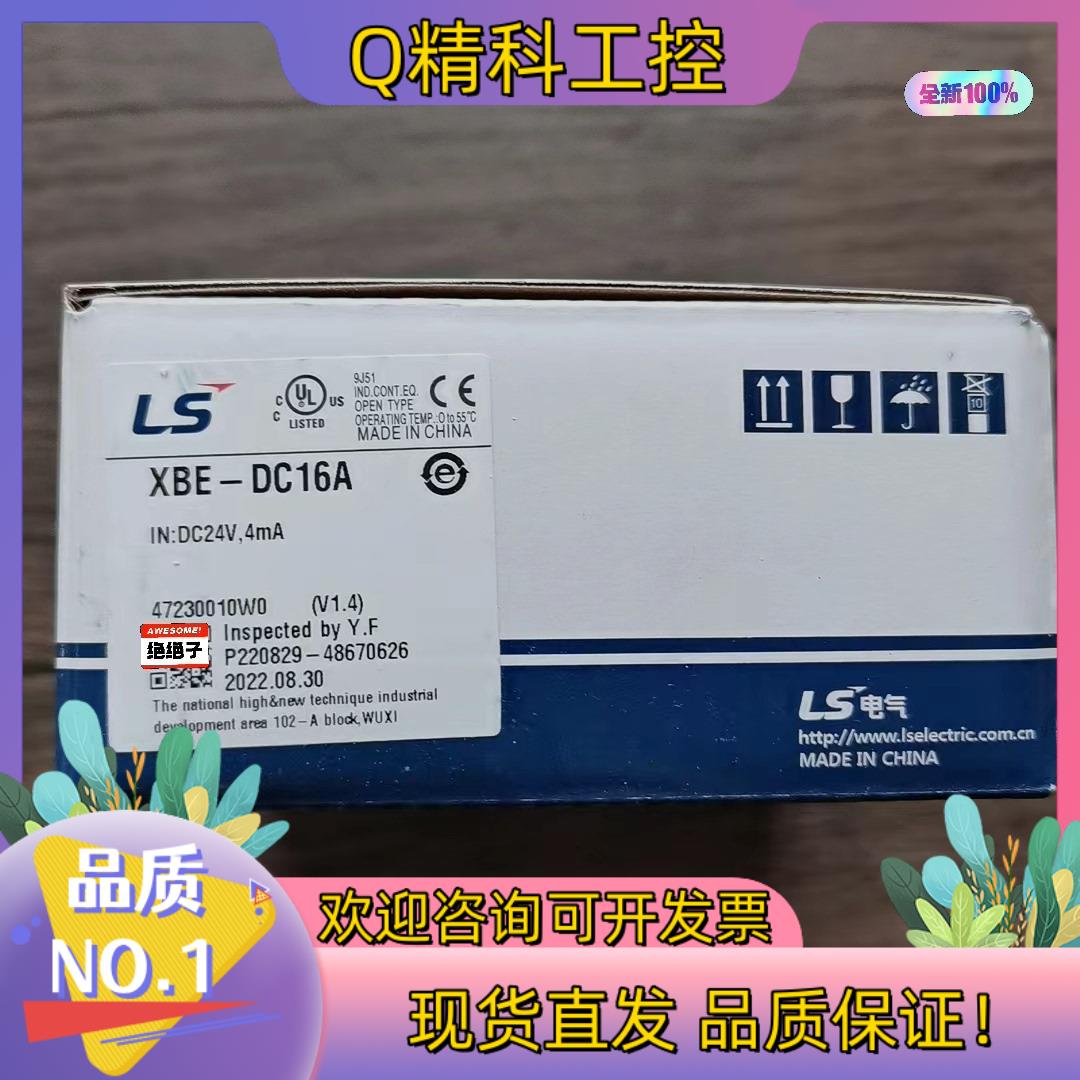 Q精科工控
全新100%
LS
C UL US
C LISTED
9J51
IND.CONT.EQ.
OPEN TYPE
OPERATING TEMP.:0 to 55℃
MADE IN CHINA
CE
XBE-DC16A
e
IN:DC24V,4mA
47230010W0 (V1.4)
AWESOME!
绝绝子
Inspected by Y.F
P220829-48670626
2022.08.30
The national high&new technique industrial
development area 102-A block,WUXI
10
LS电气
http://www.lselectric.com.cn
MADE IN CHINA
品质
NO.1
欢迎咨询可开发票
现货直发 品质保证!